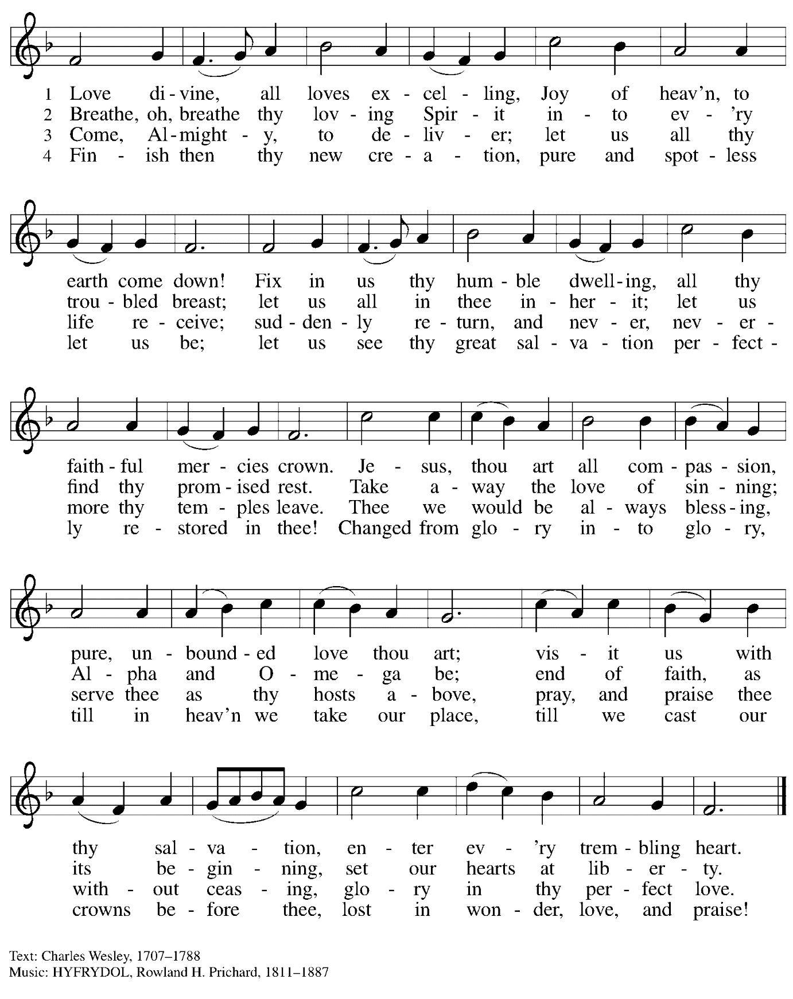 1 Love di - vine, all loves ex - cel - ling, Joy of heav’n, to
2 Breathe, oh, breathe thy lov - ing Spir - it in - to ev - ’ry
3 Come, Al - might - y, to de - liv - er; let us all thy
4 Fin - ish then thy new cre - a - tion, pure and spot - less
earth come down! Fix in us thy hum - ble dwell - ing, all thy
trou - bled breast; let us all in thee in - her - it; let us
life re - ceive; sud - den - ly re - turn, and nev - er, nev - er -
let us be; let us see thy great sal - va - tion per - fect -
faith - ful mer - cies crown. Je - sus, thou art all com - pas - sion,
find thy prom - ised rest. Take a - way the love of sin - ning;
more thy tem - ples leave. Thee we would be al - ways bless - ing,
ly re - stored in thee! Changed from glo - ry in - to glo - ry,
pure, un - bound - ed love thou art; vis - it us with
Al - pha and O - me - ga be; end of faith, as
serve thee as thy hosts a - bove, pray, and praise thee
till in heav’n we take our place, till we cast our
thy sal - va - tion, en - ter ev - ’ry trem - bling heart.
its be - gin - ning, set our hearts at lib - er - ty.
with - out ceas - ing, glo - ry in thy per - fect love.
crowns be - fore thee, lost in won - der, love, and praise!
Text: Charles Wesley, 1707–1788
Music: HYFRYDOL, Rowland H. Prichard, 1811–1887